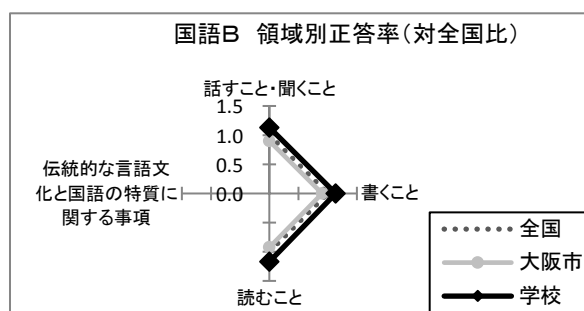 国語Ｂ 領域別正答率（対全国比）
話すこと・聞くこと
1.5
1.0
0.5
0.0
伝統的な言語文
化と国語の特質に
関する事項
書くこと
読むこと
全国
大阪市
学校